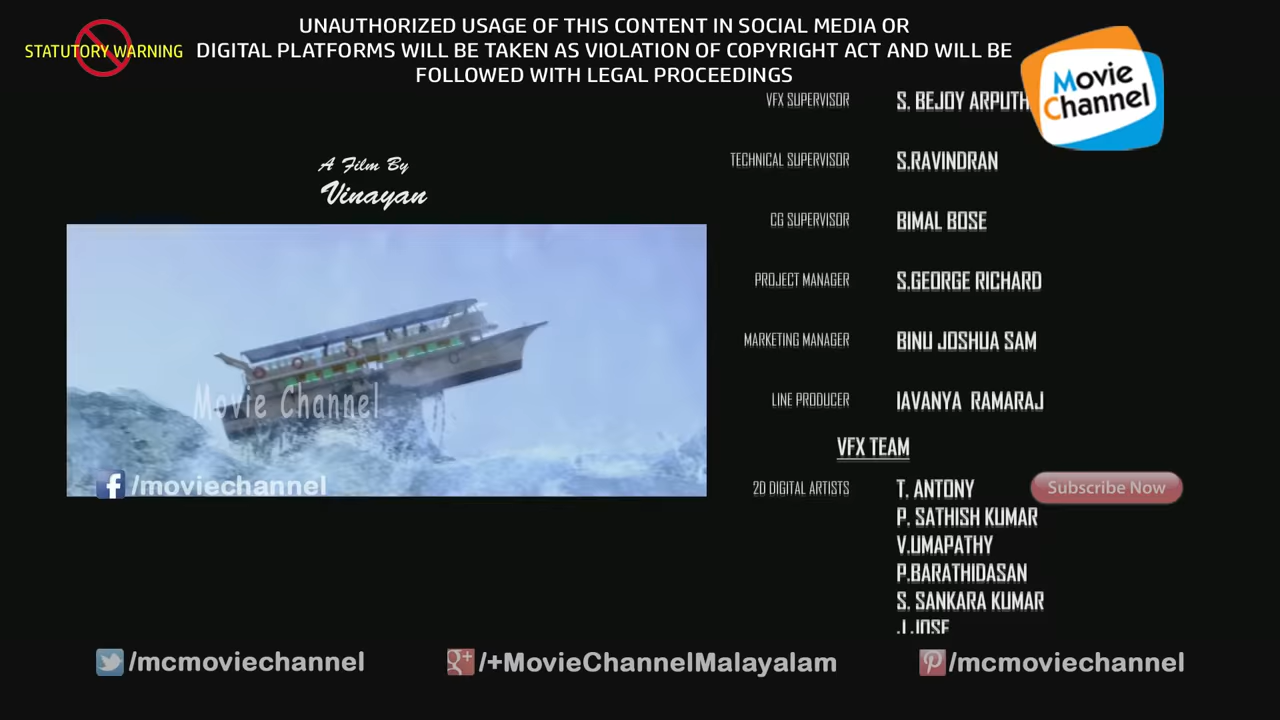 STATUTORY WARNING
UNAUTHORIZED USAGE OF THIS CONTENT IN SOCIAL MEDIA OR
DIGITAL PLATFORMS WILL BE TAKEN AS VIOLATION OF COPYRIGHT ACT AND WILL BE
FOLLOWED WITH LEGAL PROCEEDINGS
Movie
Channel
A Film By
Vinayan
Movie Channel
/moviechannel
VFX SUPERVISOR S. BEJOY ARPUTH
TECHNICAL SUPERVISOR S.RAVINDRAN
CG SUPERVISOR BIMAL BOSE
PROJECT MANAGER S.GEORGE RICHARD
MARKETING MANAGER BINU JOSHUA SAM
LINE PRODUCER lAVANYA RAMARAJ
VFX TEAM
2D DIGITAL ARTISTS T. ANTONY
P. SATHISH KUMAR
V.UMAPATHY
P.BARATHIDASAN
S. SANKARA KUMAR
J.JOSE
Subscribe Now
/mcmoviechannel
/+MovieChannelMalayalam
/mcmoviechannel